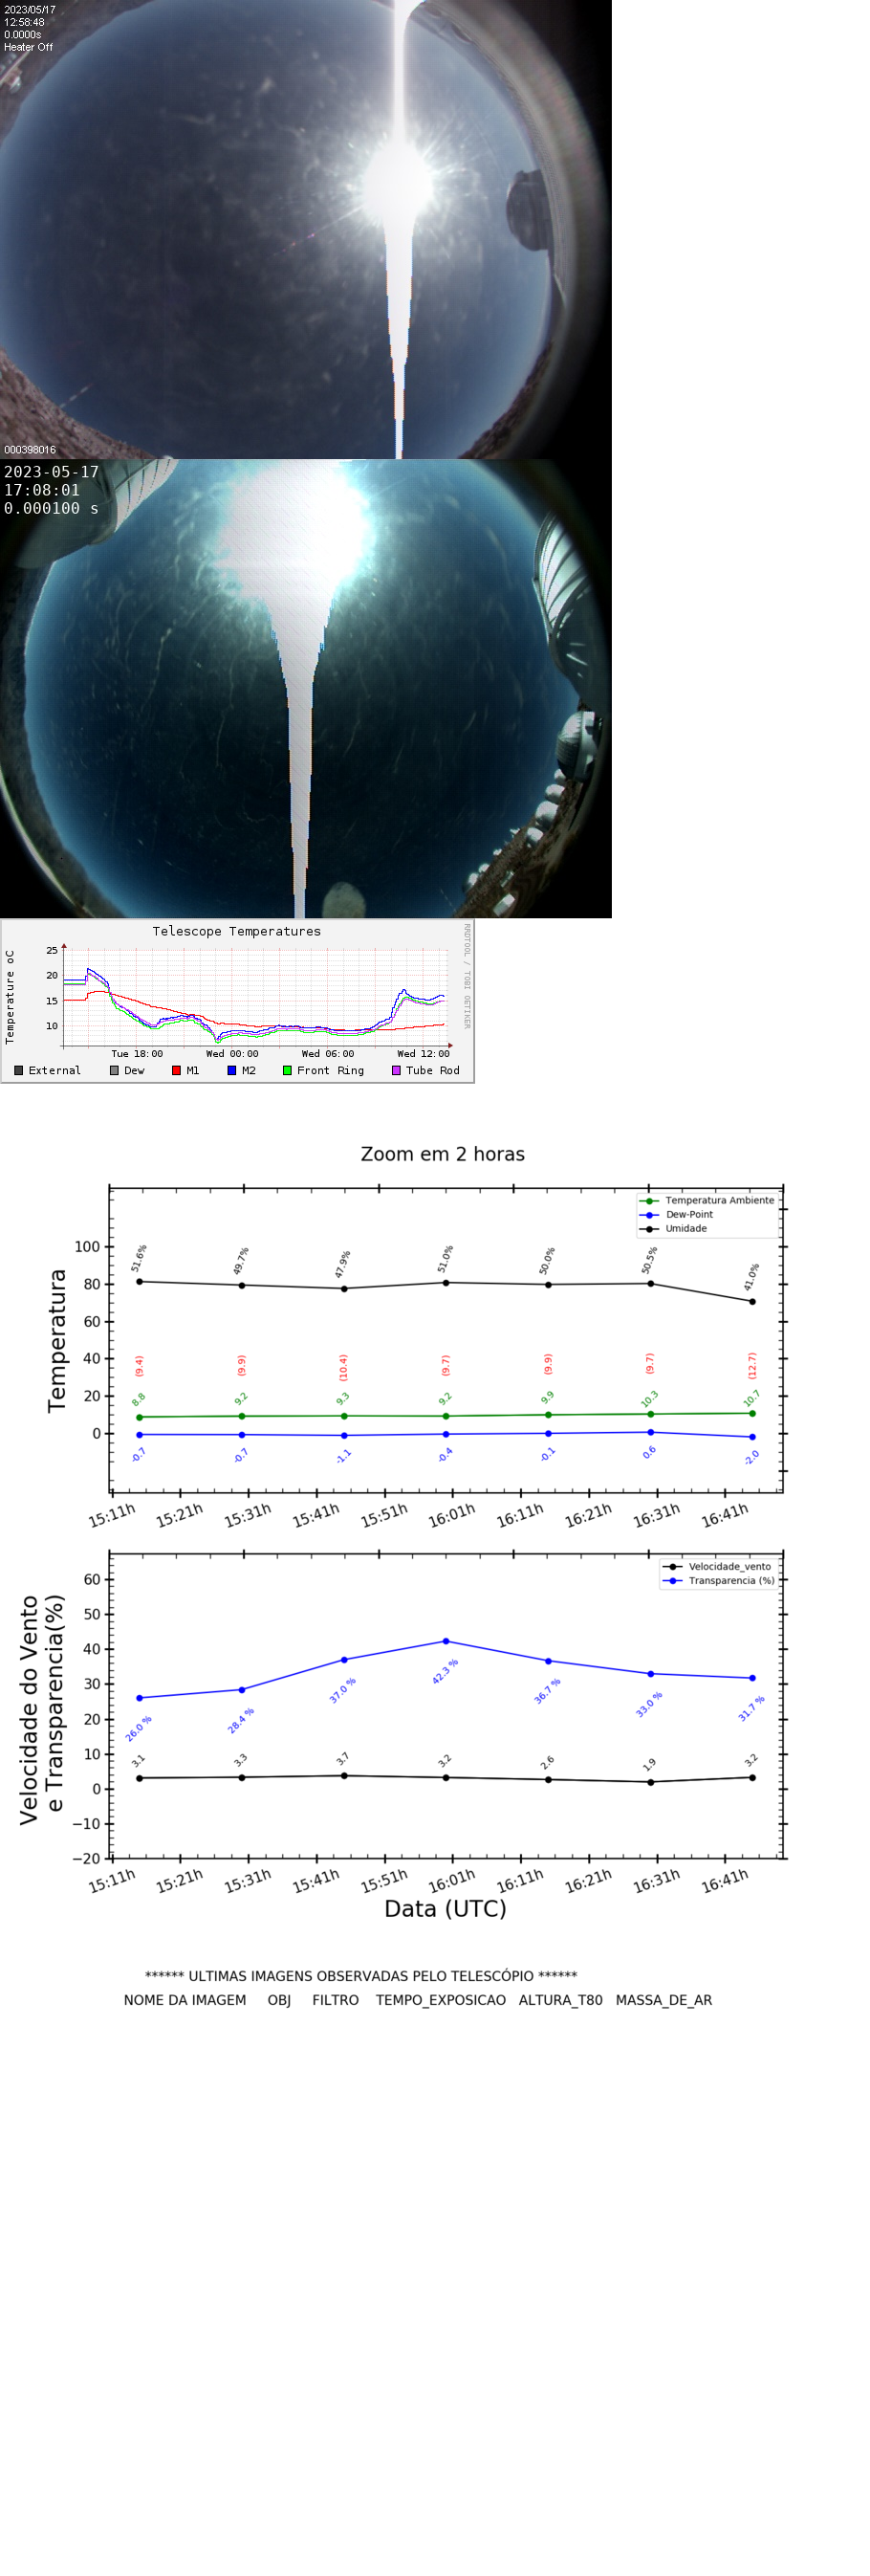 2023/05/17
12:58:48
0.0000s
Heater Off
000398016
2023-05-17
17:08:01
0.000100 s
Telescope Temperatures
RRDTOOL / TOBI OETIKER
Temperature oC
25
20
15
10
Tue 18:00 Wed 00:00 Wed 06:00 Wed 12:00
External Dew M1 M2 Front Ring Tube Rod
Zoom em 2 horas
Temperatura
Temperatura Ambiente
Dew-Point
Umidade
100
80
60
40
20
0
51.6% 49.7% 47.9% 51.0% 50.0% 50.5% 41.0%
(9.4) (9.9) (10.4) (9.7) (9.9) (9.7) (12.7)
8.8 9.2 9.3 9.2 9.9 10.3 10.7
-0.7 -0.7 -1.1 -0.4 -0.1 0.6 -2.0
15:11h 15:21h 15:31h 15:41h 15:51h 16:01h 16:11h 16:21h 16:31h 16:41h
Velocidade do Vento
e Transparencia(%)
Velocidade_vento
Transparencia (%)
60
50
40
30
20
10
0
−10
−20
26.0 % 28.4 % 37.0 % 42.3 % 36.7 % 33.0 % 31.7 %
3.1 3.3 3.7 3.2 2.6 1.9 3.2
15:11h 15:21h 15:31h 15:41h 15:51h 16:01h 16:11h 16:21h 16:31h 16:41h
Data (UTC)
****** ULTIMAS IMAGENS OBSERVADAS PELO TELESCÓPIO ******
NOME DA IMAGEM OBJ FILTRO TEMPO_EXPOSICAO ALTURA_T80 MASSA_DE_AR